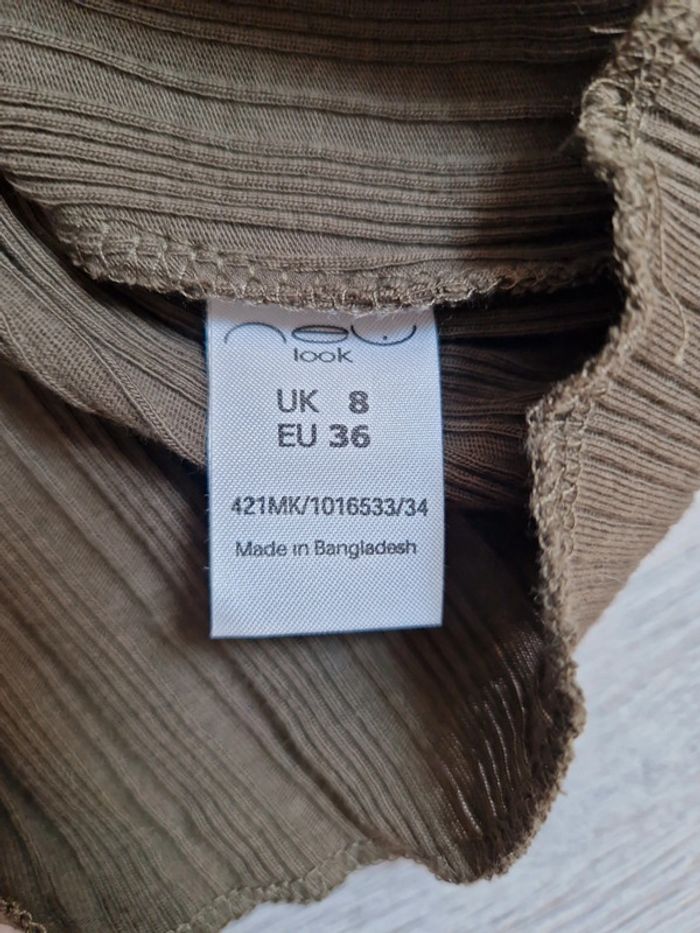 new
look
UK 8
EU 36
421MK/1016533/34
Made in Bangladesh